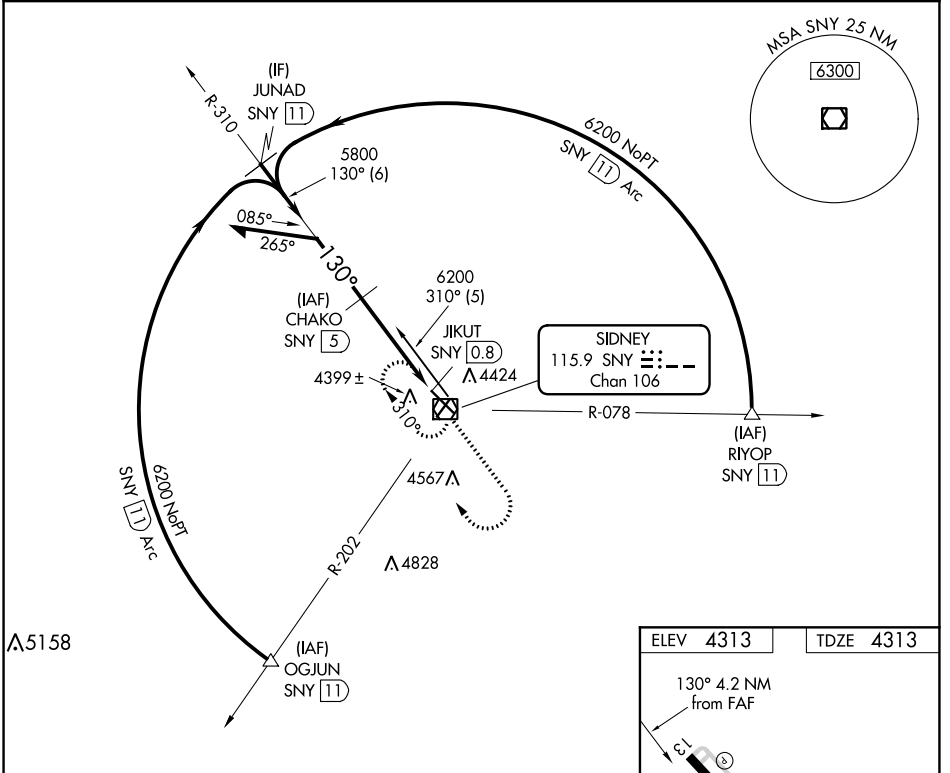 MSA SNY 25 NM
6300
(IF)
JUNAD
SNY 11
R-310
5800
130° (6)
6200 NoPT
SNY 11 Arc
085°
265°
130°
6200
310° (5)
(IAF)
CHAKO
SNY 5
JIKUT
SNY 0.8
4424
4399 ±
310°
SIDNEY
115.9 SNY
Chan 106
R-078
(IAF)
RIYOP
SNY 11
4567
6200 NoPT
SNY 11 Arc
R-202
4828
5158
(IAF)
OGJUN
SNY 11
ELEV 4313
TDZE 4313
130° 4.2 NM
from FAF
13
P